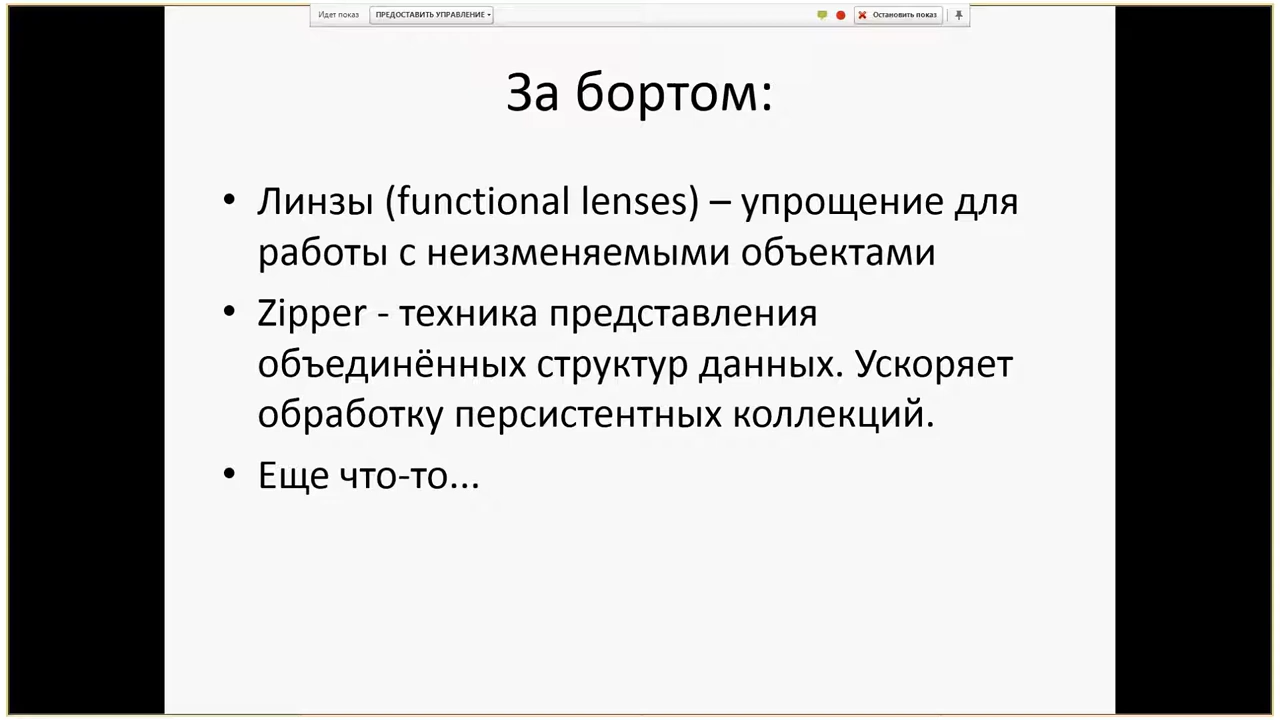 Идет показ ПРЕДОСТАВИТЬ УПРАВЛЕНИЕ Остановить показ
За бортом:
• Линзы (functional lenses) – упрощение для
работы с неизменяемыми объектами
• Zipper - техника представления
объединённых структур данных. Ускоряет
обработку персистентных коллекций.
• Еще что-то...